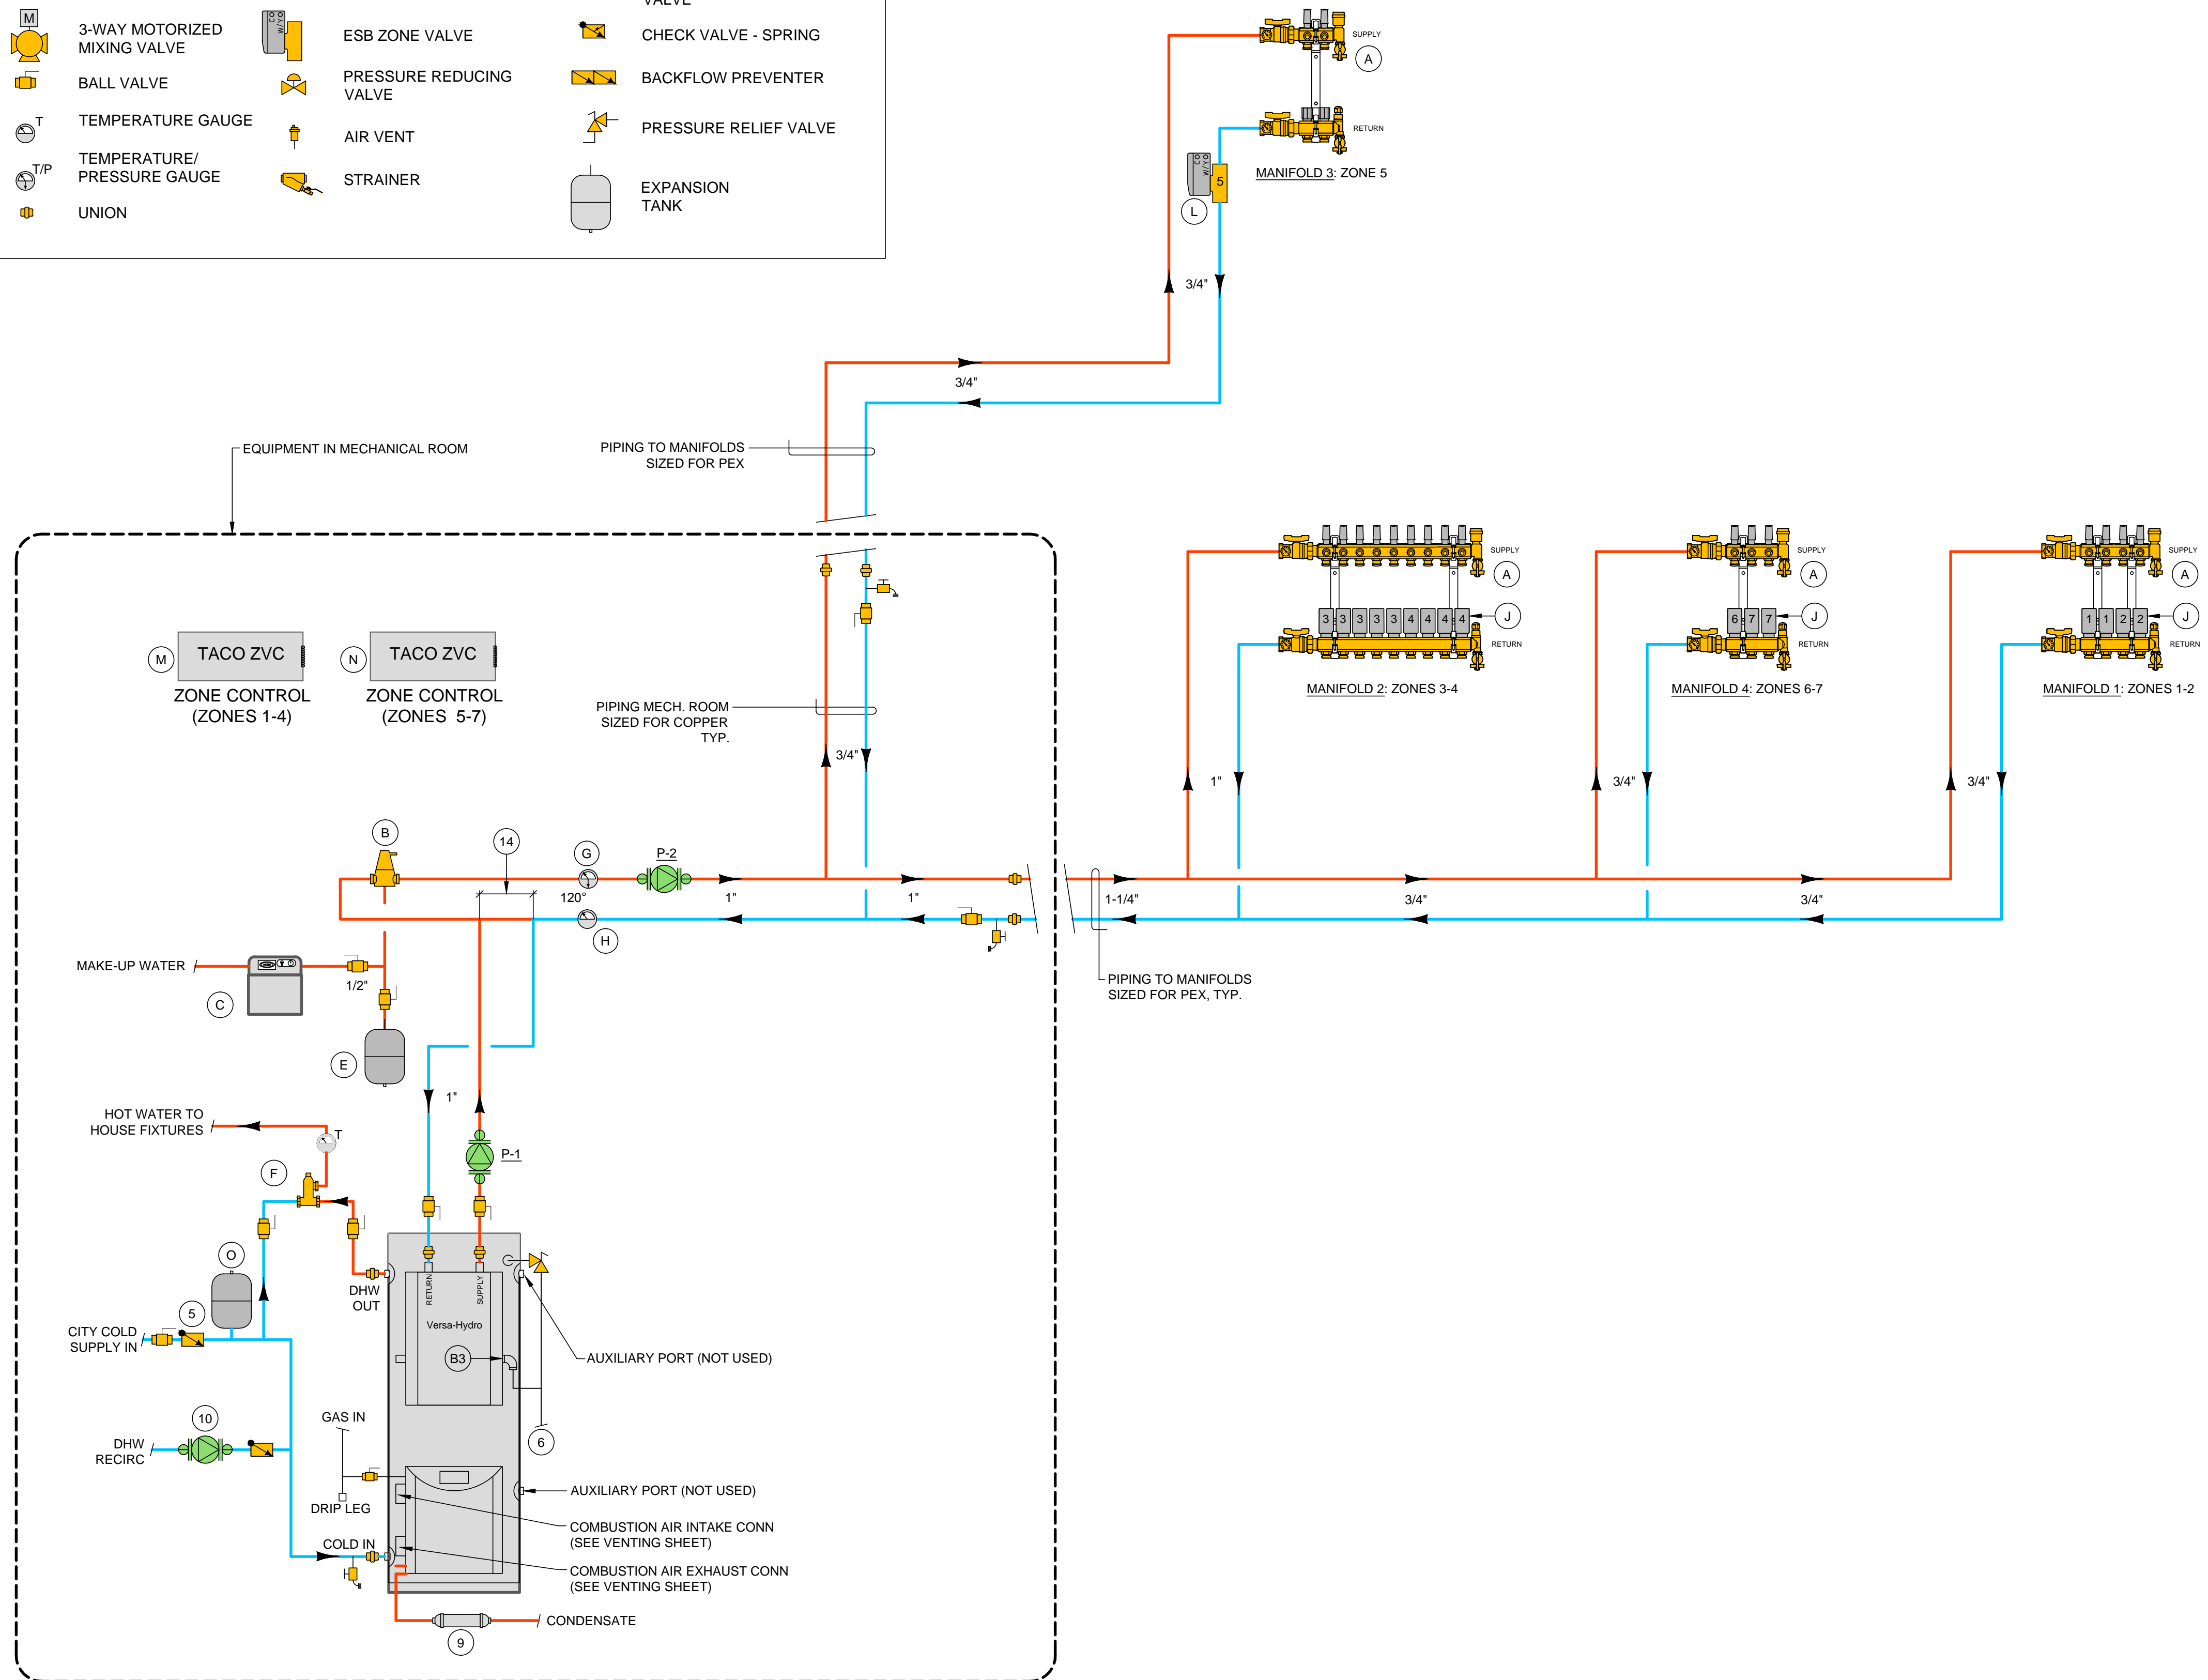 M
3-WAY MOTORIZED
MIXING VALVE
BALL VALVE
T
TEMPERATURE GAUGE
T/P
TEMPERATURE/
PRESSURE GAUGE
UNION
C
W/Y
ESB ZONE VALVE
PRESSURE REDUCING
VALVE
AIR VENT
STRAINER
VALVE
CHECK VALVE - SPRING
BACKFLOW PREVENTER
PRESSURE RELIEF VALVE
EXPANSION
TANK
SUPPLY
A
RETURN
MANIFOLD 3: ZONE 5
C
W/Y
5
L
3/4"
3/4"
EQUIPMENT IN MECHANICAL ROOM
PIPING TO MANIFOLDS
SIZED FOR PEX
SUPPLY
A
3 3 3 3 3 4 4 4 4
J
RETURN
MANIFOLD 2: ZONES 3-4
SUPPLY
A
6 7 7
J
RETURN
MANIFOLD 4: ZONES 6-7
SUPPLY
A
1 1 2 2
J
RETURN
MANIFOLD 1: ZONES 1-2
M
TACO ZVC
ZONE CONTROL
(ZONES 1-4)
N
TACO ZVC
ZONE CONTROL
(ZONES 5-7)
PIPING MECH. ROOM
SIZED FOR COPPER
TYP.
3/4"
1"
3/4"
3/4"
B
14
G
P-2
120°
1"
1"
1-1/4"
3/4"
3/4"
H
MAKE-UP WATER
1/2"
C
PIPING TO MANIFOLDS
SIZED FOR PEX, TYP.
E
1"
HOT WATER TO
HOUSE FIXTURES
T
P-1
F
O
DHW
OUT
RETURN
SUPPLY
5
CITY COLD
SUPPLY IN
Versa-Hydro
B3
AUXILIARY PORT (NOT USED)
10
GAS IN
DHW
RECIRC
6
AUXILIARY PORT (NOT USED)
DRIP LEG
COMBUSTION AIR INTAKE CONN
(SEE VENTING SHEET)
COLD IN
COMBUSTION AIR EXHAUST CONN
(SEE VENTING SHEET)
CONDENSATE
9